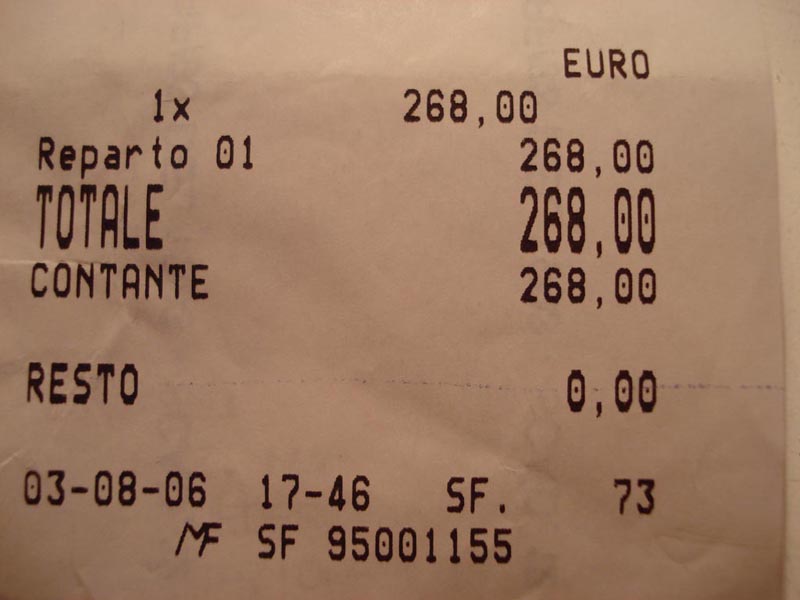 EURO
1x 268,00
Reparto 01 268,00
TOTALE 268,00
CONTANTE 268,00
RESTO 0,00
03-08-06 17-46 SF. 73
MF SF 95001155